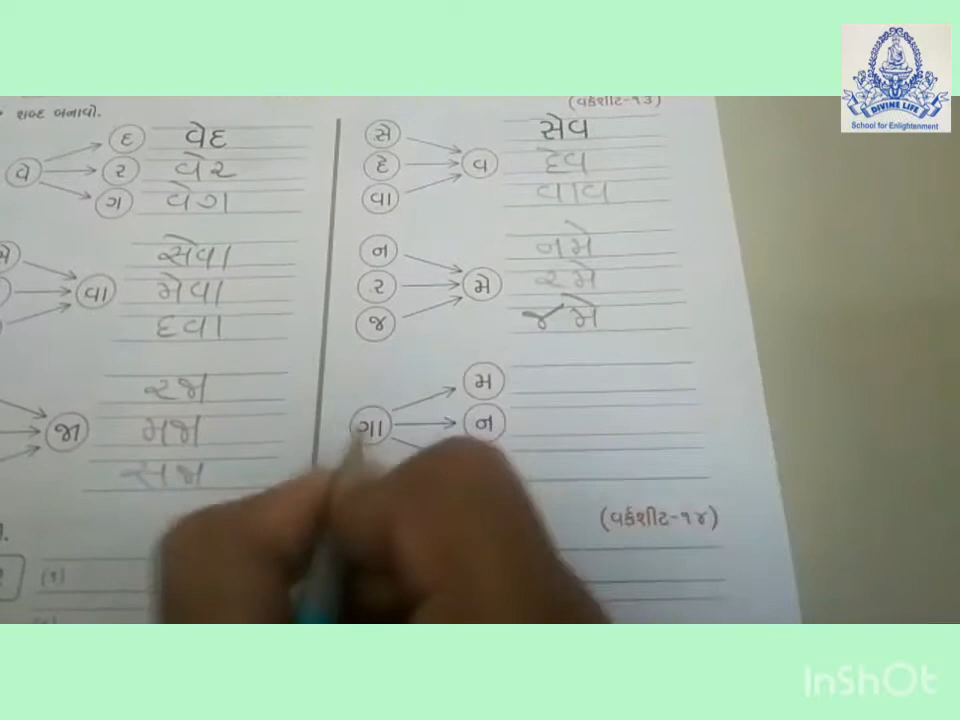 DIVINE LIFE
School for Enlightenment
શબ્દ બનાવો.
(વર્કશીટ-૧૩)
વે
દ વેદ
ર વેર
ગ વેગ
વા
સેવા
મેવા
દવા
જા
રજા
મજા
સજા
સે
દે
વા
વ
સેવ
દેવ
વાવ
ન
ર
જ
મે
નમે
રમે
જમે
ગા
મ
ન
(વર્કશીટ-૧૪)
(૧)
InShOt